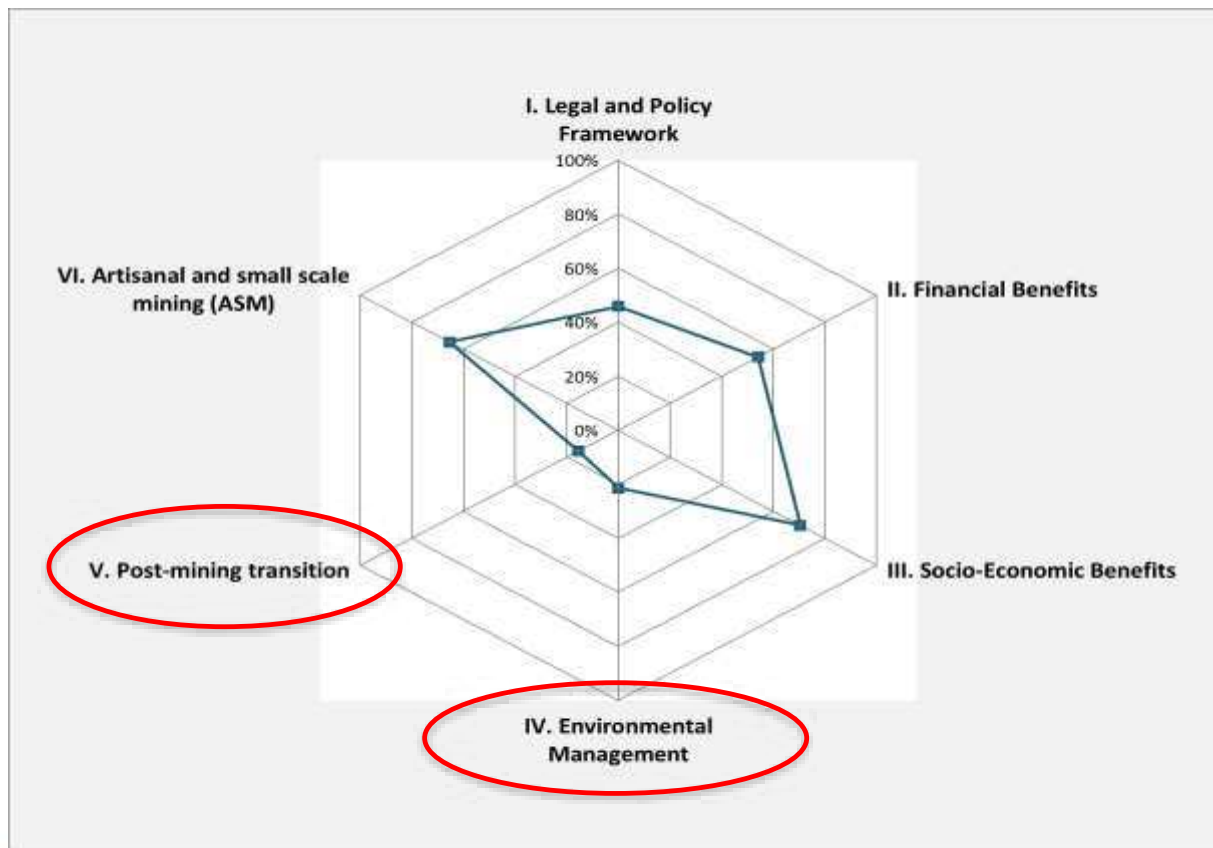 I. Legal and Policy
Framework
100%
80%
60%
40%
20%
0%
VI. Artisanal and small scale
mining (ASM)
II. Financial Benefits
V. Post-mining transition
III. Socio-Economic Benefits
IV. Environmental
Management